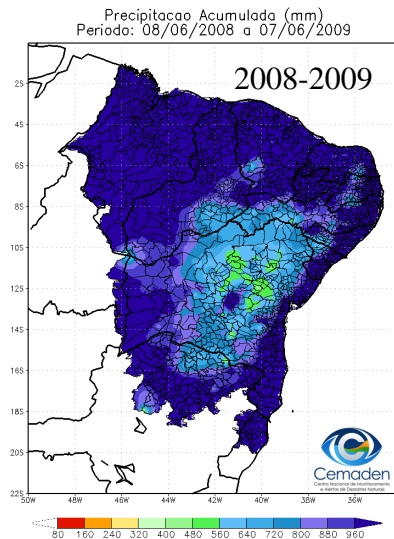 Precipitacao Acumulada (mm)
Periodo: 08/06/2008 a 07/06/2009
2008-2009
2S
4S
6S
8S
10S
12S
14S
16S
18S
20S
22S
50W 48W 46W 44W 42W 40W 38W 36W
Cemaden
Centro Nacional de Monitoramento
e Alertas de Desastres Naturais
80 160 240 320 400 480 560 640 720 800 880 960